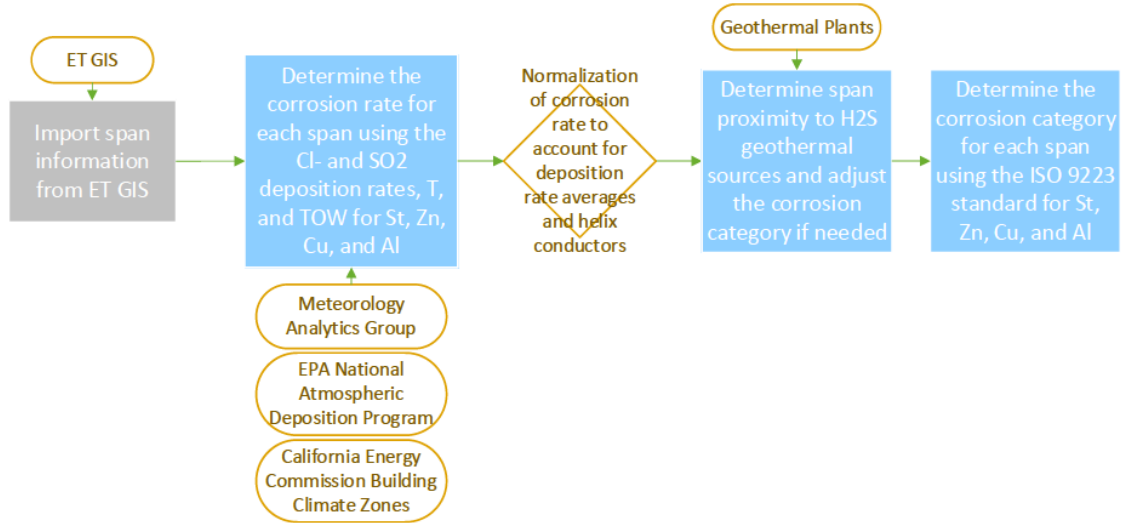 ET GIS
Import span
information
from ET GIS
Determine the
corrosion rate for
each span using the
Cl- and SO2
deposition rates, T,
and TOW for St, Zn,
Cu, and Al
Meteorology
Analytics Group
EPA National
Atmospheric
Deposition Program
California Energy
Commission Building
Climate Zones
Normalization
of corrosion
rate to
account for
deposition
rate averages
and helix
conductors
Geothermal Plants
Determine span
proximity to H2S
geothermal
sources and adjust
the corrosion
category if needed
Determine the
corrosion category
for each span
using the ISO 9223
standard for St,
Zn, Cu, and Al